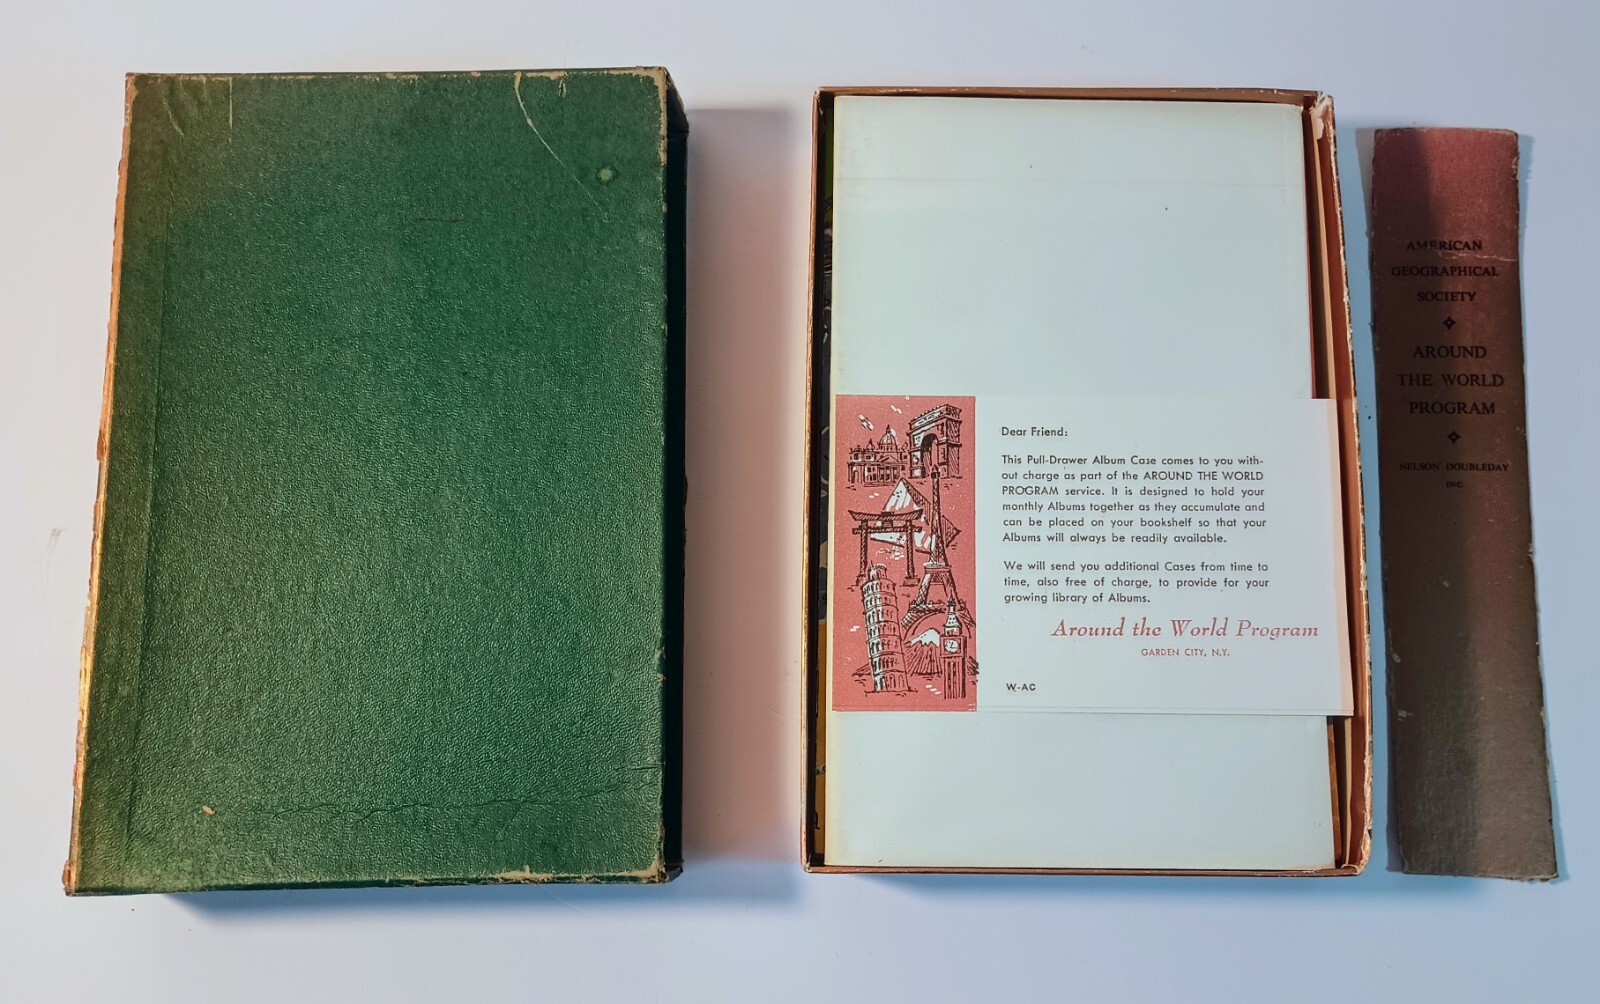 Dear Friend:
This Pull-Drawer Album Case comes to you with-
out charge as part of the AROUND THE WORLD
PROGRAM service. It is designed to hold your
monthly Albums together as they accumulate and
can be placed on your bookshelf so that your
Albums will always be readily available.
We will send you additional Cases from time to
time, also free of charge, to provide for your
growing library of Albums.
Around the World Program
GARDEN CITY, N.Y.
W-AC
AMERICAN
GEOGRAPHICAL
SOCIETY
AROUND
THE WORLD
PROGRAM
NELSON DOUBLEDAY
INC